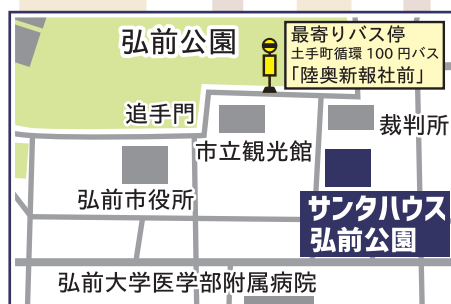 弘前公園
最寄りバス停
土手町循環100円バス
「陸奥新報社前」
追手門
裁判所
市立観光館
弘前市役所
サンタハウス
弘前公園
弘前大学医学部附属病院